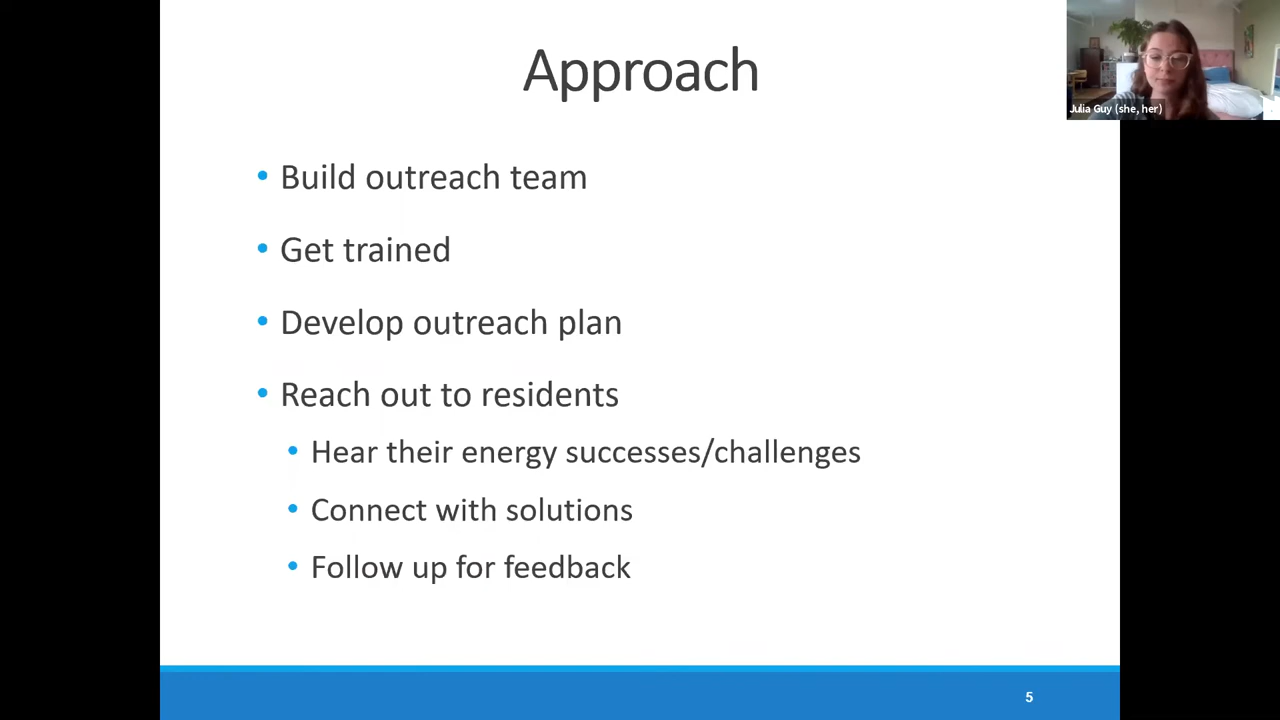 Approach
Julia Guy (she, her)
• Build outreach team
• Get trained
• Develop outreach plan
• Reach out to residents
• Hear their energy successes/challenges
• Connect with solutions
• Follow up for feedback
5